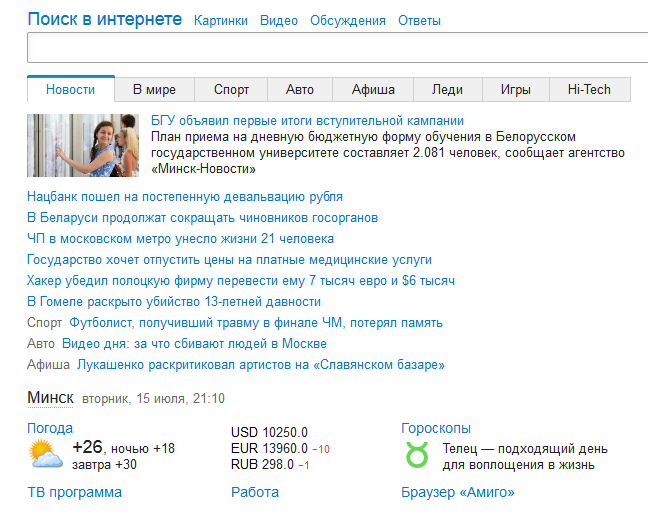 Поиск в интернете Картинки Видео Обсуждения Ответы
Новости В мире Спорт Авто Афиша Леди Игры Hi-Tech
БГУ объявил первые итоги вступительной кампании
План приема на дневную бюджетную форму обучения в Белорусском
государственном университете составляет 2.081 человек, сообщает агентство
«Минск-Новости»
Нацбанк пошел на постепенную девальвацию рубля
В Беларуси продолжат сокращать чиновников госорганов
ЧП в московском метро унесло жизни 21 человека
Государство хочет отпустить цены на платные медицинские услуги
Хакер убедил полоцкую фирму перевести ему 7 тысяч евро и $6 тысяч
В Гомеле раскрыто убийство 13-летней давности
Спорт Футболист, получивший травму в финале ЧМ, потерял память
Авто Видео дня: за что сбивают людей в Москве
Афиша Лукашенко раскритиковал артистов на «Славянском базаре»
Минск вторник, 15 июля, 21:10
Погода
+26, ночью +18
завтра +30
USD 10250.0
EUR 13960.0 −10
RUB 298.0 −1
Гороскопы
Телец — подходящий день
для воплощения в жизнь
ТВ программа Работа Браузер «Амиго»